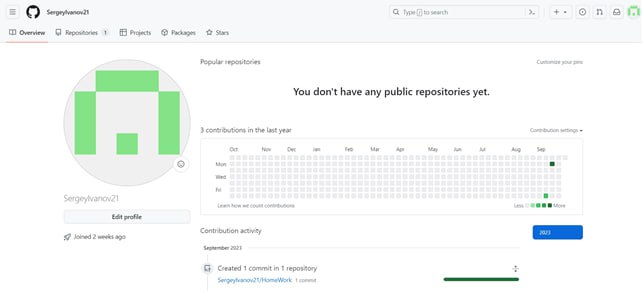 SergeyIvanov21
Type / to search
Overview Repositories 1 Projects Packages Stars
Popular repositories Customize your pins
You don't have any public repositories yet.
3 contributions in the last year Contribution settings
Oct Nov Dec Jan Feb Mar Apr May Jun Jul Aug Sep
Mon
Wed
Fri
Learn how we count contributions Less More
SergeyIvanov21
Edit profile
Joined 2 weeks ago
Contribution activity 2023
September 2023
Created 1 commit in 1 repository
SergeyIvanov21/HomeWork 1 commit